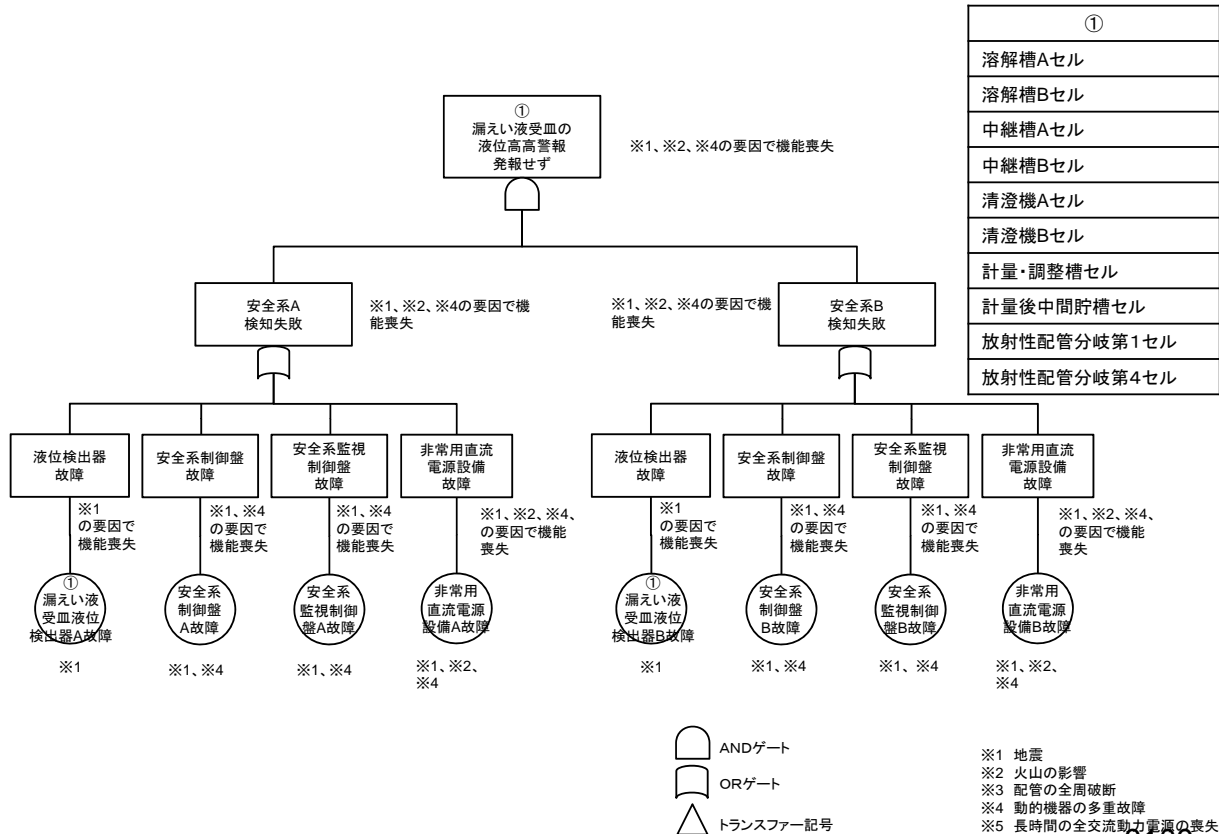 ①
溶解槽Aセル
溶解槽Bセル
中継槽Aセル
中継槽Bセル
清澄機Aセル
清澄機Bセル
計量・調整槽セル
計量後中間貯槽セル
放射性配管分岐第1セル
放射性配管分岐第4セル
①
漏えい液受皿の
液位高高警報
発報せず
※1、※2、※4の要因で機能喪失
安全系A
検知失敗
※1、※2、※4の要因で機
能喪失
※1、※2、※4の要因で機
能喪失
安全系B
検知失敗
液位検出器
故障
安全系制御盤
故障
安全系監視
制御盤
故障
非常用直流
電源設備
故障
液位検出器
故障
安全系制御盤
故障
安全系監視
制御盤
故障
非常用直流
電源設備
故障
※1
の要因で
機能喪失
※1、※4
の要因で
機能喪失
※1、※4
の要因で
機能喪失
※1、※2、※4、
の要因で機能
喪失
※1
の要因で
機能喪失
※1、※4
の要因で
機能喪失
※1、※4
の要因で
機能喪失
※1、※2、※4、
の要因で機能
喪失
①
漏えい液
受皿液位
検出器A故障
安全系
制御盤
A故障
安全系
監視制御
盤A故障
非常用
直流電源
設備A故障
①
漏えい液
受皿液位
検出器B故障
安全系
制御盤
B故障
安全系
監視制御
盤B故障
非常用
直流電源
設備B故障
※1
※1、※4
※1、※4
※1、※2、
※4
※1
※1、※4
※1、※4
※1、※2、
※4
ANDゲート
ORゲート
トランスファー記号
※1 地震
※2 火山の影響
※3 配管の全周破断
※4 動的機器の多重故障
※5 長時間の全交流動力電源の喪失